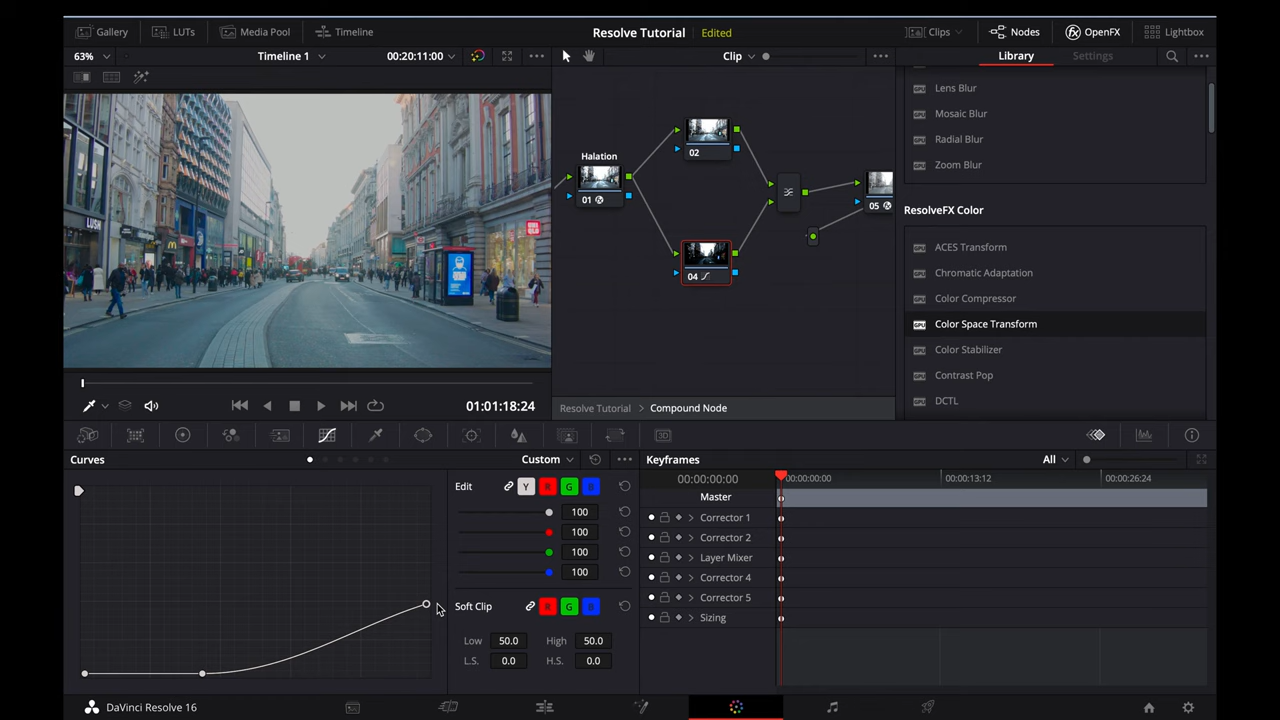 Gallery LUTs Media Pool Timeline Resolve Tutorial Edited Clips Nodes OpenFX Lightbox
63% Timeline 1 00:20:11:00 Clip Library Settings
Lens Blur
Mosaic Blur
Radial Blur
Zoom Blur
02
Halation
01
05
04
ResolveFX Color
ACES Transform
Chromatic Adaptation
Color Compressor
Color Space Transform
Color Stabilizer
Contrast Pop
DCTL
LUSH
01:01:18:24
Resolve Tutorial > Compound Node
Curves Custom Keyframes All
Edit Y R G B
100
100
100
100
Soft Clip R G B
Low 50.0 High 50.0
L.S. 0.0 H.S. 0.0
00:00:00:00 00:00:00:00 00:00:13:12 00:00:26:24
Master
Corrector 1
Corrector 2
Layer Mixer
Corrector 4
Corrector 5
Sizing
3D
DaVinci Resolve 16